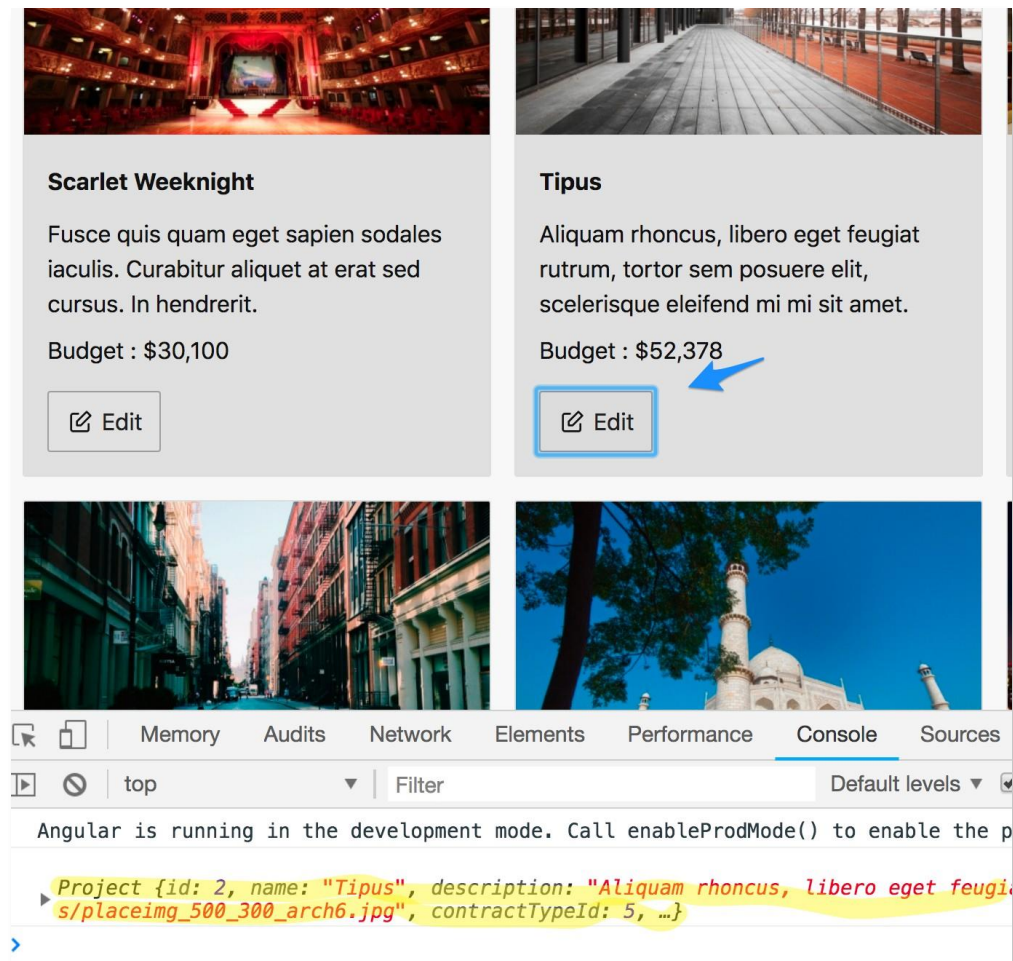 Scarlet Weeknight
Fusce quis quam eget sapien sodales
iaculis. Curabitur aliquet at erat sed
cursus. In hendrerit.
Budget : $30,100
Edit
Tipus
Aliquam rhoncus, libero eget feugiat
rutrum, tortor sem posuere elit,
scelerisque eleifend mi mi sit amet.
Budget : $52,378
Edit
Memory Audits Network Elements Performance Console Sources
top Filter Default levels
Angular is running in the development mode. Call enableProdMode() to enable the p
Project {id: 2, name: "Tipus", description: "Aliquam rhoncus, libero eget feugia
s/placeimg_500_300_arch6.jpg", contractTypeId: 5, …}